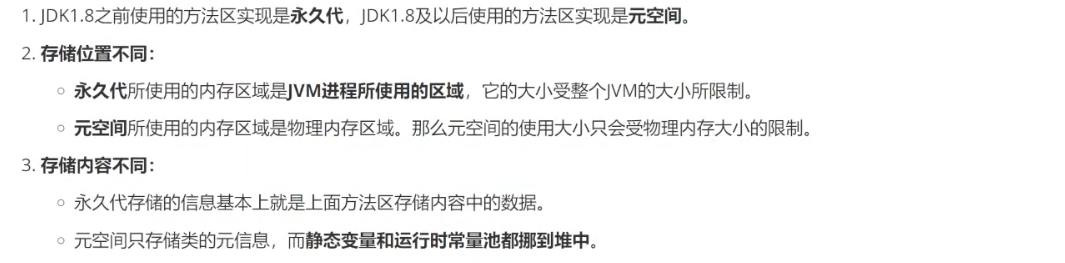 1. JDK1.8之前使用的方法区实现是永久代，JDK1.8及以后使用的方法区实现是元空间。
2. 存储位置不同：
○ 永久代所使用的内存区域是JVM进程所使用的区域，它的大小受整个JVM的大小所限制。
○ 元空间所使用的内存区域是物理内存区域。那么元空间的使用大小只会受物理内存大小的限制。
3. 存储内容不同：
○ 永久代存储的信息基本上就是上面方法区存储内容中的数据。
○ 元空间只存储类的元信息，而静态变量和运行时常量池都挪到堆中。